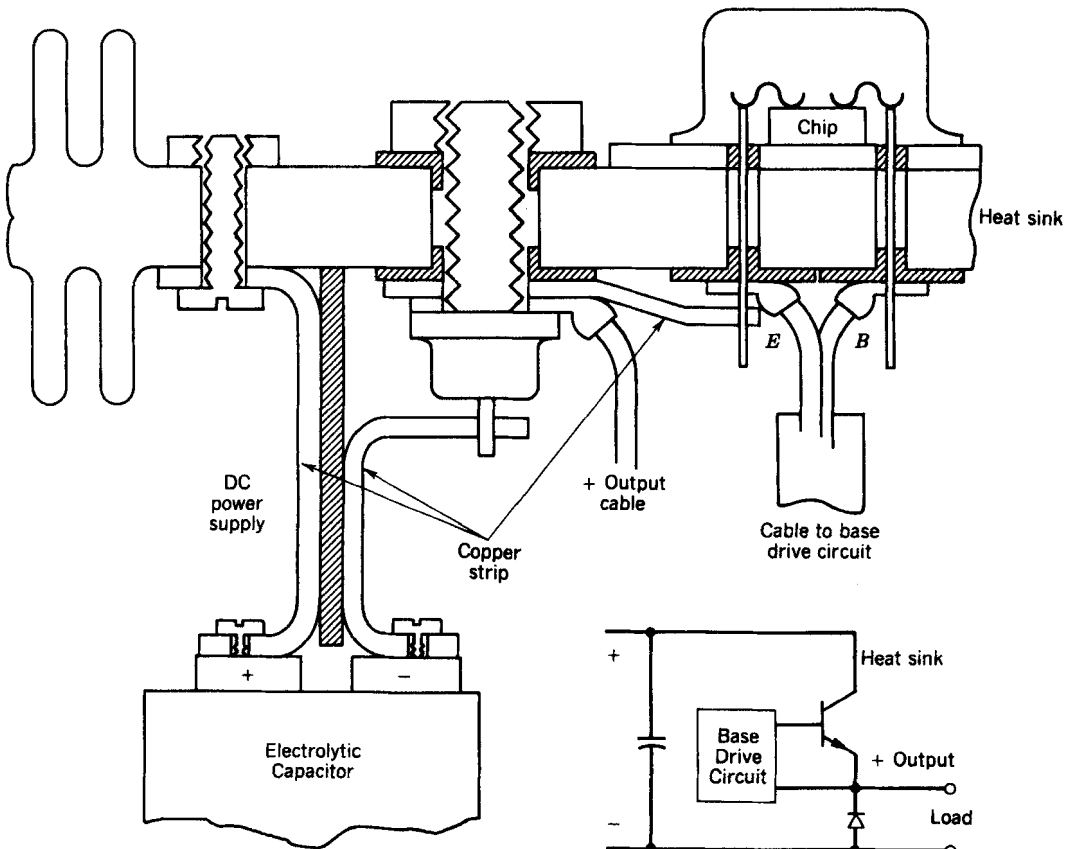 Chip
Heat sink
E
B
DC
power
supply
+ Output
cable
Copper
strip
Cable to base
drive circuit
+
−
Electrolytic
Capacitor
+
Heat sink
Base
Drive
Circuit
+ Output
Load
−